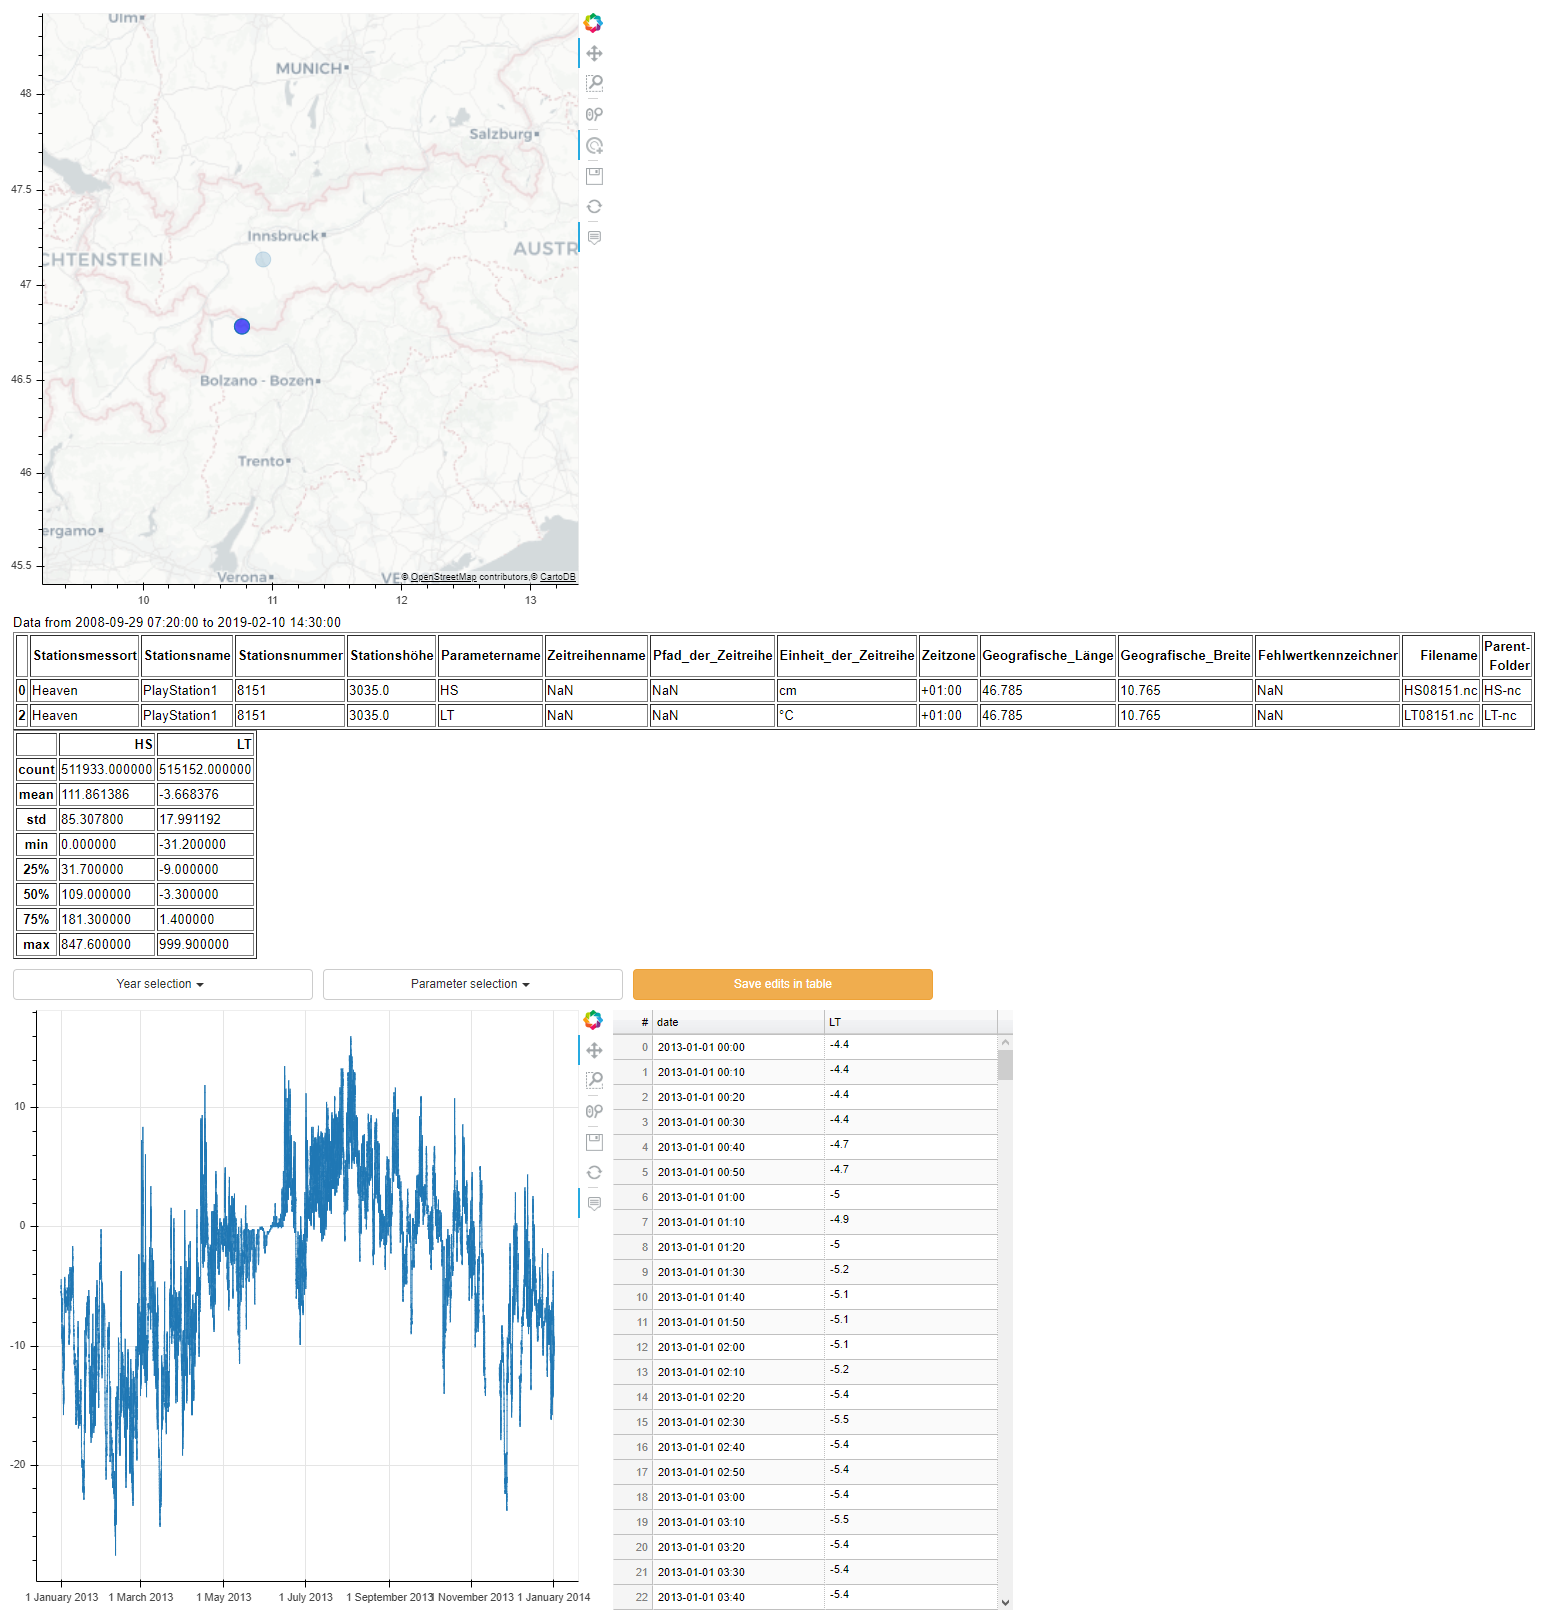 Ulm
MUNICH
48
Salzburg
47.5
Innsbruck
AUSTR
CHTENSTEIN
47
46.5
Bolzano - Bozen
46
Trento
ergamo
45.5
Verona
VE
© OpenStreetMap contributors,© CartoDB
10 11 12 13
Data from 2008-09-29 07:20:00 to 2019-02-10 14:30:00
Stationsmessort Stationsname Stationsnummer Stationshöhe Parametername Zeitreihenname Pfad_der_Zeitreihe Einheit_der_Zeitreihe Zeitzone Geografische_Länge Geografische_Breite Fehlwertkennzeichner Filename Parent-Folder
0 Heaven PlayStation1 8151 3035.0 HS NaN NaN cm +01:00 46.785 10.765 NaN HS08151.nc HS-nc
2 Heaven PlayStation1 8151 3035.0 LT NaN NaN °C +01:00 46.785 10.765 NaN LT08151.nc LT-nc
HS LT
count 511933.000000 515152.000000
mean 111.861386 -3.668376
std 85.307800 17.991192
min 0.000000 -31.200000
25% 31.700000 -9.000000
50% 109.000000 -3.300000
75% 181.300000 1.400000
max 847.600000 999.900000
Year selection Parameter selection Save edits in table
10
0
-10
-20
1 January 2013 1 March 2013 1 May 2013 1 July 2013 1 September 2013 1 November 2013 1 January 2014
# date LT
0 2013-01-01 00:00 -4.4
1 2013-01-01 00:10 -4.4
2 2013-01-01 00:20 -4.4
3 2013-01-01 00:30 -4.4
4 2013-01-01 00:40 -4.7
5 2013-01-01 00:50 -4.7
6 2013-01-01 01:00 -5
7 2013-01-01 01:10 -4.9
8 2013-01-01 01:20 -5
9 2013-01-01 01:30 -5.2
10 2013-01-01 01:40 -5.1
11 2013-01-01 01:50 -5.1
12 2013-01-01 02:00 -5.1
13 2013-01-01 02:10 -5.2
14 2013-01-01 02:20 -5.4
15 2013-01-01 02:30 -5.5
16 2013-01-01 02:40 -5.4
17 2013-01-01 02:50 -5.4
18 2013-01-01 03:00 -5.4
19 2013-01-01 03:10 -5.5
20 2013-01-01 03:20 -5.4
21 2013-01-01 03:30 -5.4
22 2013-01-01 03:40 -5.4